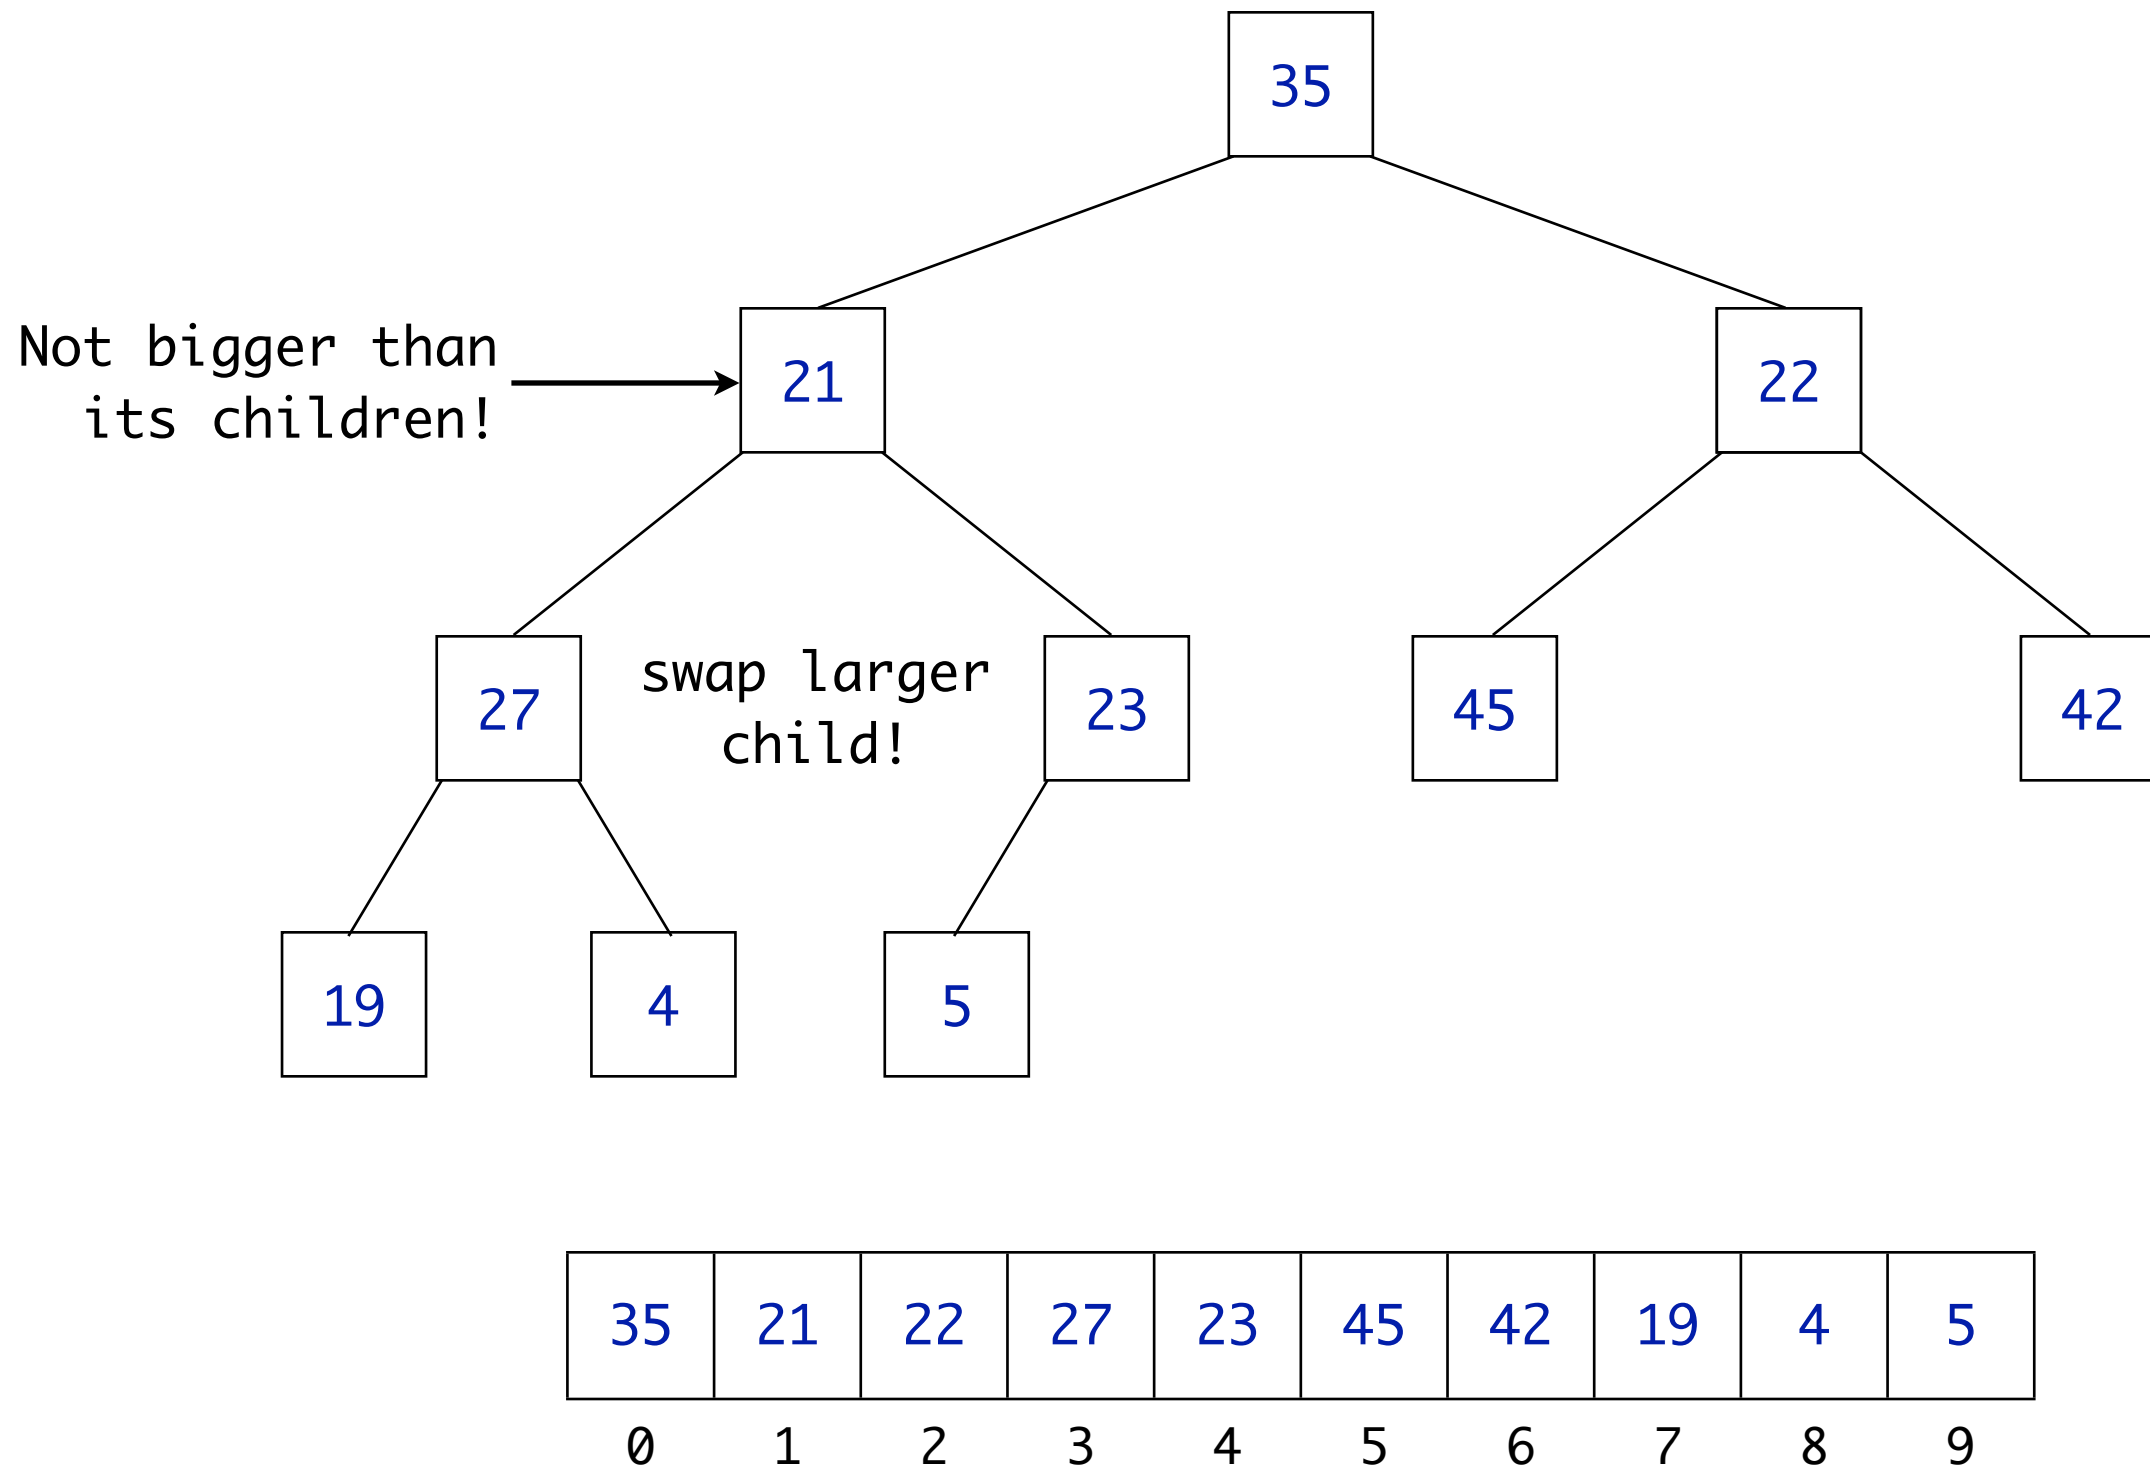 35
Not bigger than
its children!
21
22
27
swap larger
child!
23
45
42
19
4
5
35 21 22 27 23 45 42 19 4 5
0 1 2 3 4 5 6 7 8 9